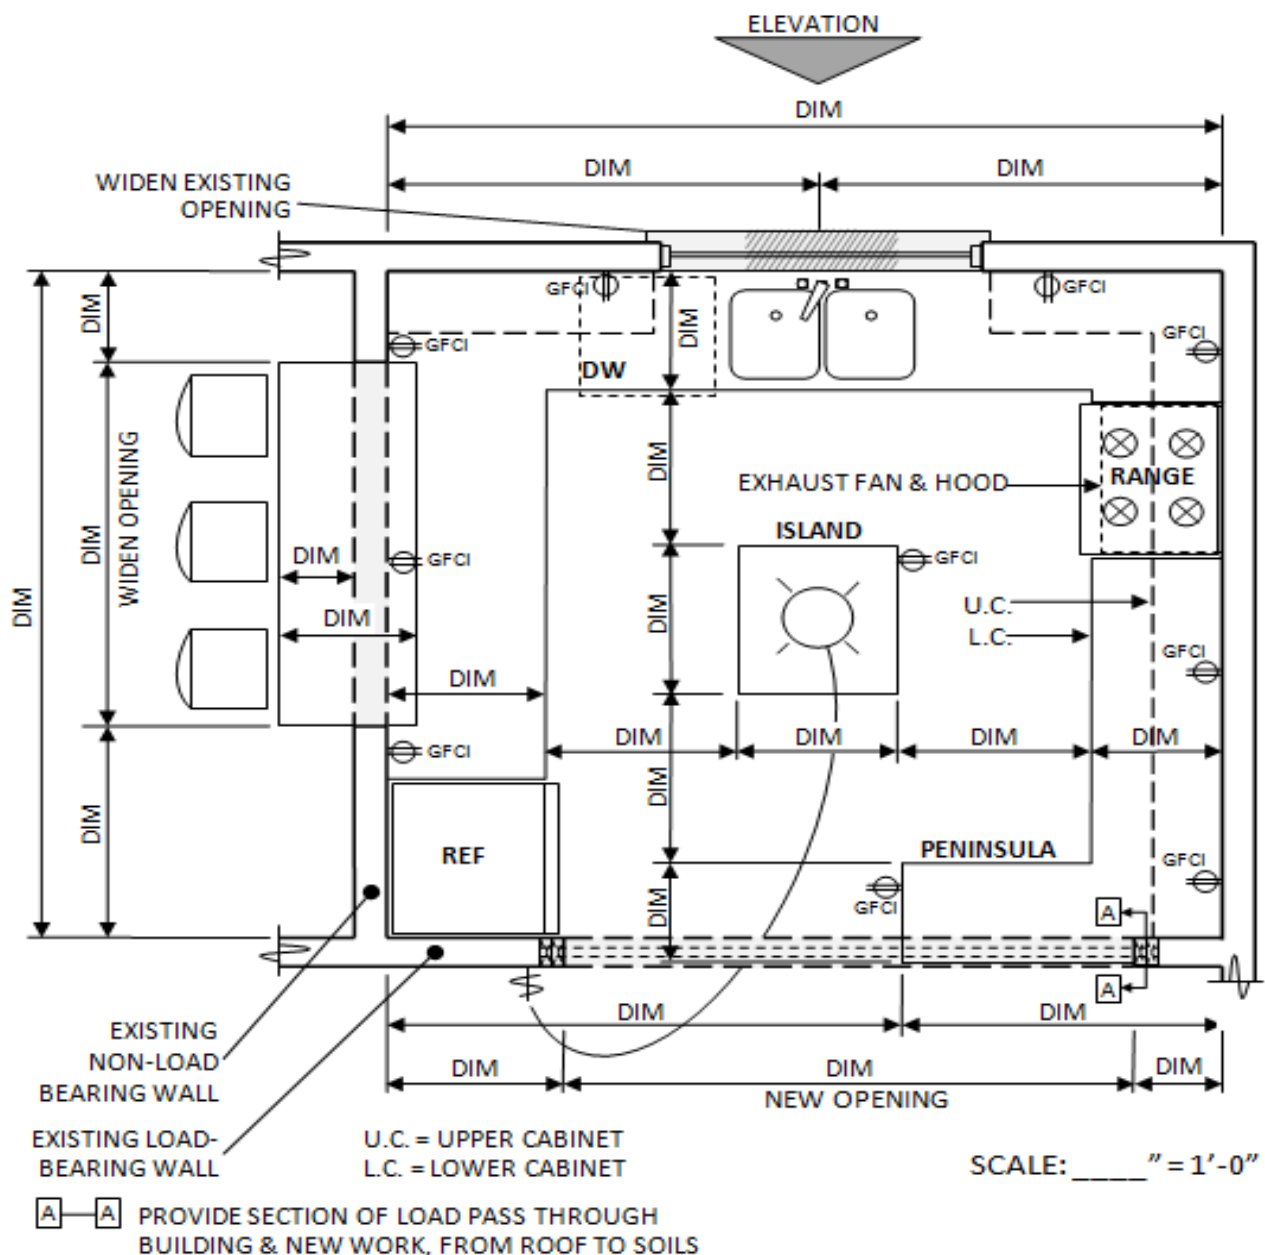 ELEVATION
DIM
DIM
DIM
WIDEN EXISTING
OPENING
GFCI
GFCI
DIM
DIM
GFCI
GFCI
DW
DIM
EXHAUST FAN & HOOD
RANGE
ISLAND
DIM
WIDEN OPENING
DIM
GFCI
GFCI
DIM
DIM
DIM
U.C.
L.C.
GFCI
DIM
DIM
DIM
DIM
DIM
GFCI
DIM
DIM
REF
PENINSULA
GFCI
GFCI
DIM
A
A
DIM
DIM
EXISTING
NON-LOAD
BEARING WALL
DIM
DIM
DIM
NEW OPENING
EXISTING LOAD-
BEARING WALL
U.C. = UPPER CABINET
L.C. = LOWER CABINET
SCALE: ____" = 1'-0"
A A PROVIDE SECTION OF LOAD PASS THROUGH
BUILDING & NEW WORK, FROM ROOF TO SOILS